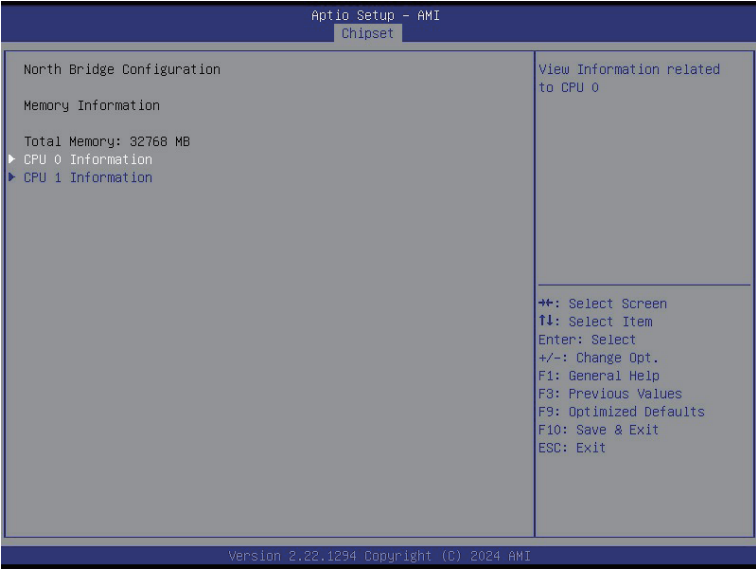 Aptio Setup – AMI
Chipset
North Bridge Configuration
Memory Information
Total Memory: 32768 MB
CPU 0 Information
CPU 1 Information
View Information related
to CPU 0
→←: Select Screen
↑↓: Select Item
Enter: Select
+/-: Change Opt.
F1: General Help
F3: Previous Values
F9: Optimized Defaults
F10: Save & Exit
ESC: Exit
Version 2.22.1294 Copyright (C) 2024 AMI